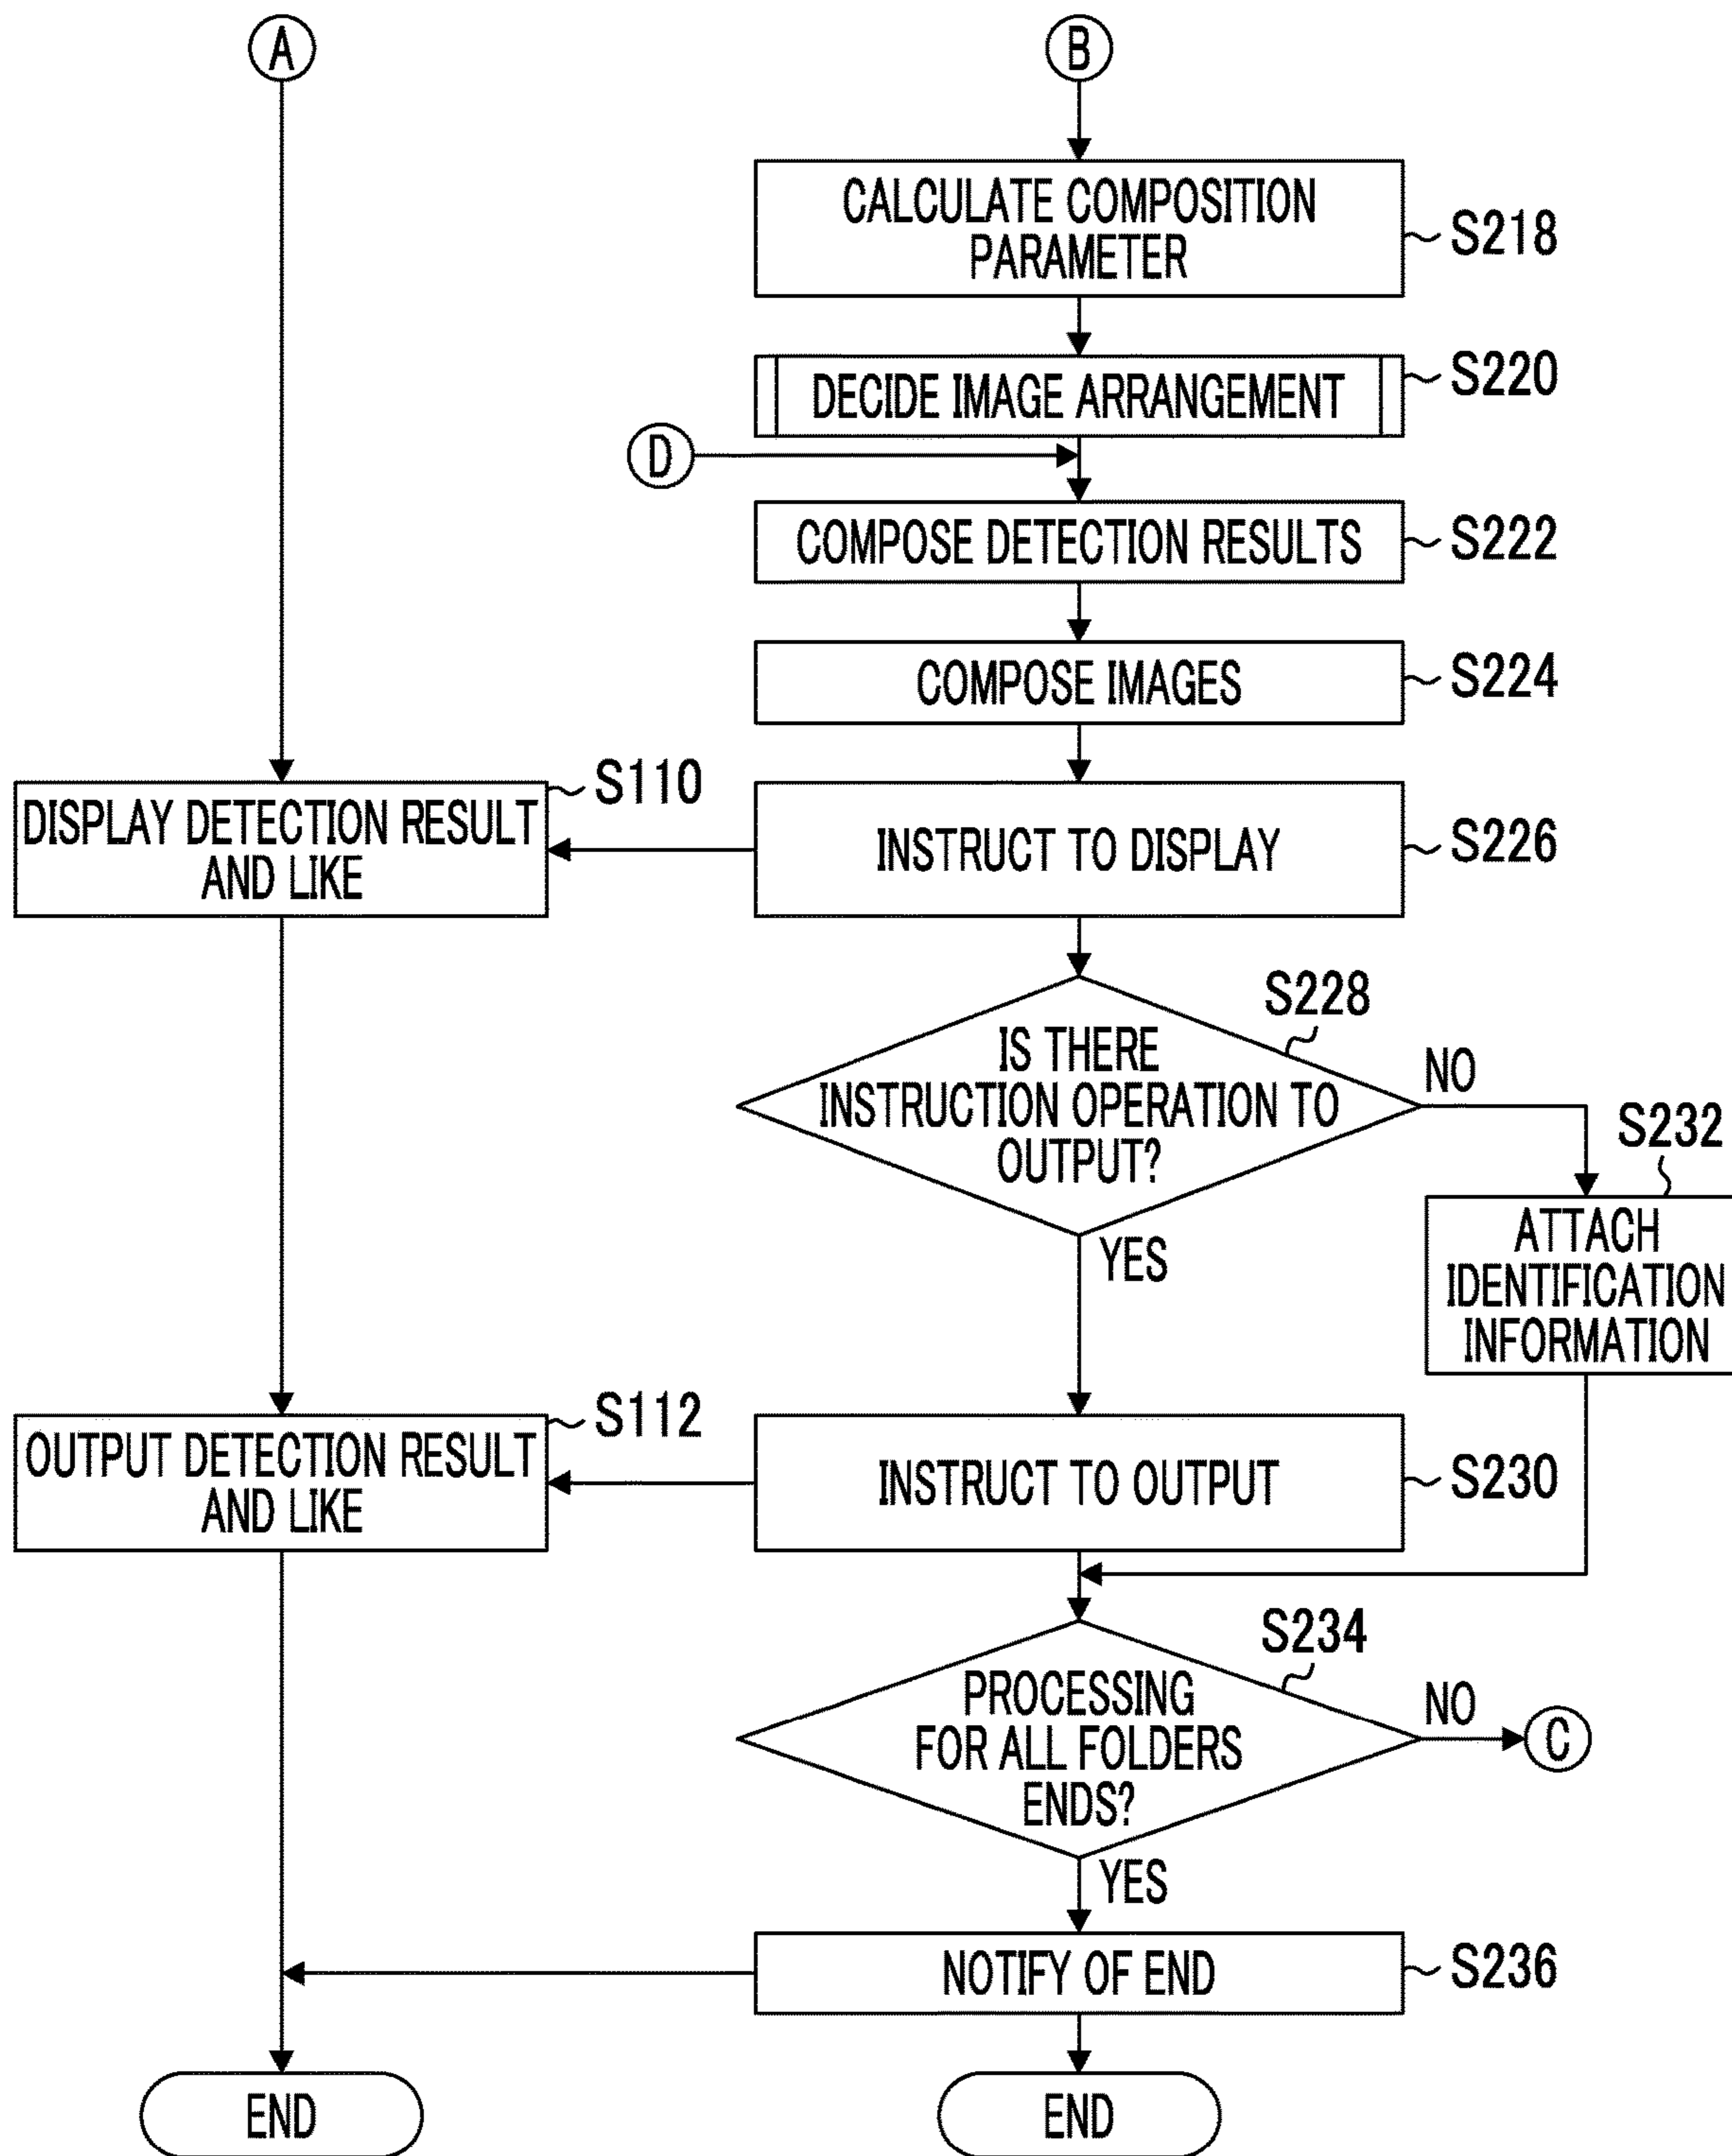 A
B
CALCULATE COMPOSITION
PARAMETER
S218
DECIDE IMAGE ARRANGEMENT
S220
D
COMPOSE DETECTION RESULTS
S222
COMPOSE IMAGES
S224
DISPLAY DETECTION RESULT
AND LIKE
S110
INSTRUCT TO DISPLAY
S226
IS THERE
INSTRUCTION OPERATION TO
OUTPUT?
S228
NO
YES
S232
ATTACH
IDENTIFICATION
INFORMATION
OUTPUT DETECTION RESULT
AND LIKE
S112
INSTRUCT TO OUTPUT
S230
PROCESSING
FOR ALL FOLDERS
ENDS?
S234
NO
C
YES
NOTIFY OF END
S236
END
END